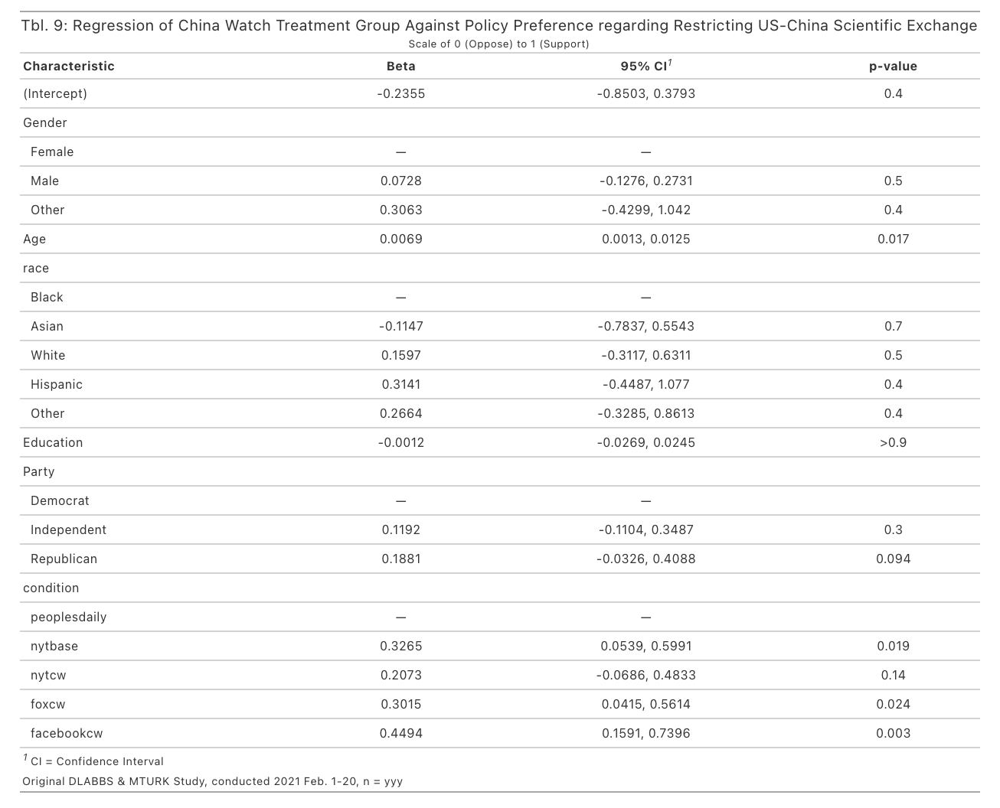 Tbl. 9: Regression of China Watch Treatment Group Against Policy Preference regarding Restricting US-China Scientific Exchange
Scale of 0 (Oppose) to 1 (Support)
Characteristic Beta 95% CI¹ p-value
(Intercept) -0.2355 -0.8503, 0.3793 0.4
Gender
Female — —
Male 0.0728 -0.1276, 0.2731 0.5
Other 0.3063 -0.4299, 1.042 0.4
Age 0.0069 0.0013, 0.0125 0.017
race
Black — —
Asian -0.1147 -0.7837, 0.5543 0.7
White 0.1597 -0.3117, 0.6311 0.5
Hispanic 0.3141 -0.4487, 1.077 0.4
Other 0.2664 -0.3285, 0.8613 0.4
Education -0.0012 -0.0269, 0.0245 >0.9
Party
Democrat — —
Independent 0.1192 -0.1104, 0.3487 0.3
Republican 0.1881 -0.0326, 0.4088 0.094
condition
peoplesdaily — —
nytbase 0.3265 0.0539, 0.5991 0.019
nytcw 0.2073 -0.0686, 0.4833 0.14
foxcw 0.3015 0.0415, 0.5614 0.024
facebookcw 0.4494 0.1591, 0.7396 0.003
¹ CI = Confidence Interval
Original DLABBS & MTURK Study, conducted 2021 Feb. 1-20, n = yyy